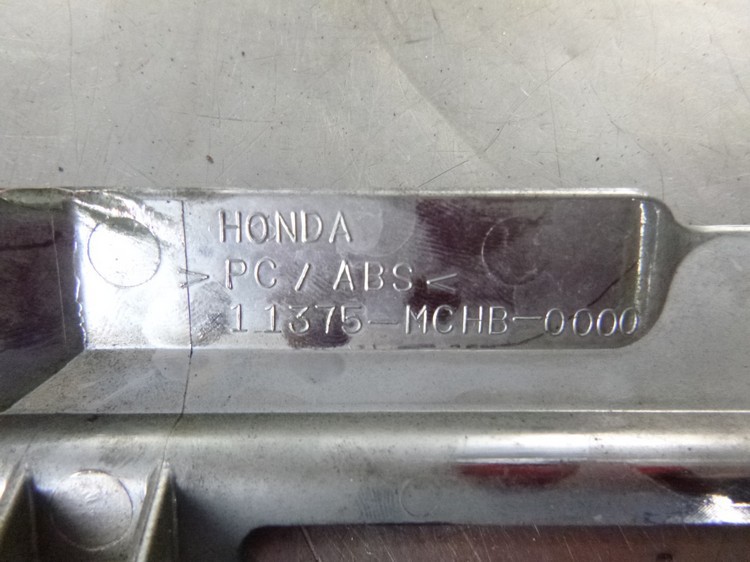 HONDA
>PC/ABS<
11375-MCHB-0000